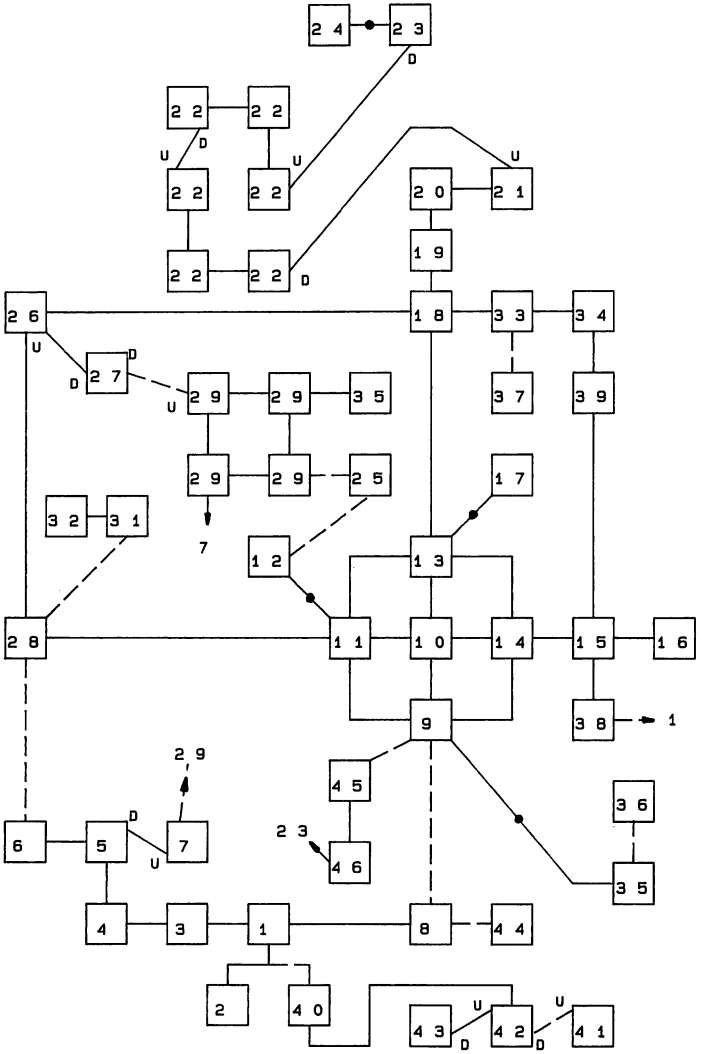 24 23
D
22 22
D
U U U
22 22 20 21
19
22 22 D
26 18 33 34
U
D
D 27
U 29 29 35 37 39
29 29 25 17
32 31
7 12 13
28 11 10 14 15 16
9 38 1
29
45 36
D
6 5 7 23
U
46 35
4 3 1 8 44
2 40 U U
43 42 41
D D